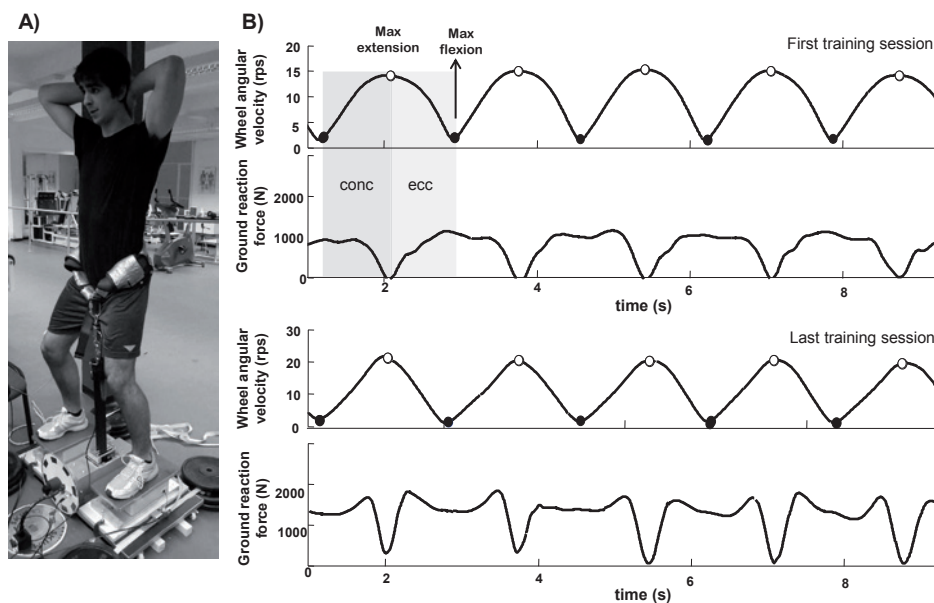 A)
B)
Max
extension
Max
flexion
First training session
Wheel angular
velocity (rps)
20
15
10
5
0
conc
ecc
Ground reaction
force (N)
2000
1000
0
2
4
6
8
time (s)
Last training session
Wheel angular
velocity (rps)
30
20
10
0
Ground reaction
force (N)
2000
1000
0
0
2
4
6
8
time (s)